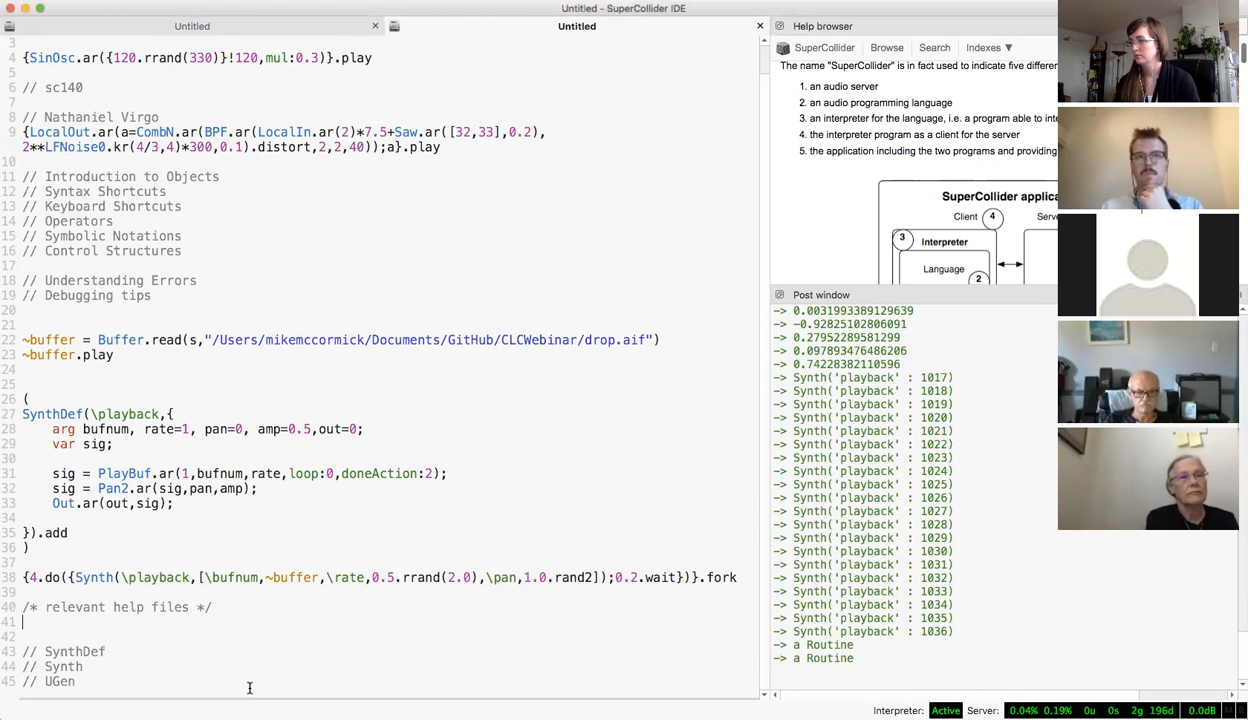 Untitled - SuperCollider IDE
Untitled
Untitled
3
4 {SinOsc.ar({120.rrand(330)}!120,mul:0.3)}.play
5
6 // sc140
7
8 // Nathaniel Virgo
9 {LocalOut.ar(a=CombN.ar(BPF.ar(LocalIn.ar(2)*7.5+Saw.ar([32,33],0.2),
2**LFNoise0.kr(4/3,4)*300,0.1).distort,2,2,40));a}.play
10
11 // Introduction to Objects
12 // Syntax Shortcuts
13 // Keyboard Shortcuts
14 // Operators
15 // Symbolic Notations
16 // Control Structures
17
18 // Understanding Errors
19 // Debugging tips
20
21
22 ~buffer = Buffer.read(s,"/Users/mikemccormick/Documents/GitHub/CLCWebinar/drop.aif")
23 ~buffer.play
24
25
26 (
27 SynthDef(\playback,{
28 arg bufnum, rate=1, pan=0, amp=0.5,out=0;
29 var sig;
30
31 sig = PlayBuf.ar(1,bufnum,rate,loop:0,doneAction:2);
32 sig = Pan2.ar(sig,pan,amp);
33 Out.ar(out,sig);
34
35 }).add
36 )
37
38 {4.do({Synth(\playback,[\bufnum,~buffer,\rate,0.5.rrand(2.0),\pan,1.0.rand2]);0.2.wait})}.fork
39
40 /* relevant help files */
41
42
43 // SynthDef
44 // Synth
45 // UGen
Help browser
SuperCollider Browse Search Indexes ▼
The name "SuperCollider" is in fact used to indicate five differen
1. an audio server
2. an audio programming language
3. an interpreter for the language, i.e. a program able to inte
4. the interpreter program as a client for the server
5. the application including the two programs and providing
SuperCollider applica
Client 4 Serv
3 Interpreter
Language 2
Post window
-> 0.0031993389129639
-> -0.92825102806091
-> 0.27952289581299
-> 0.097893476486206
-> 0.74228382110596
-> Synth('playback' : 1017)
-> Synth('playback' : 1018)
-> Synth('playback' : 1019)
-> Synth('playback' : 1020)
-> Synth('playback' : 1021)
-> Synth('playback' : 1022)
-> Synth('playback' : 1023)
-> Synth('playback' : 1024)
-> Synth('playback' : 1025)
-> Synth('playback' : 1026)
-> Synth('playback' : 1027)
-> Synth('playback' : 1028)
-> Synth('playback' : 1029)
-> Synth('playback' : 1030)
-> Synth('playback' : 1031)
-> Synth('playback' : 1032)
-> Synth('playback' : 1033)
-> Synth('playback' : 1034)
-> Synth('playback' : 1035)
-> Synth('playback' : 1036)
-> a Routine
-> a Routine
Interpreter: Active Server: 0.04% 0.19% 0u 0s 2g 196d 0.0dB M R